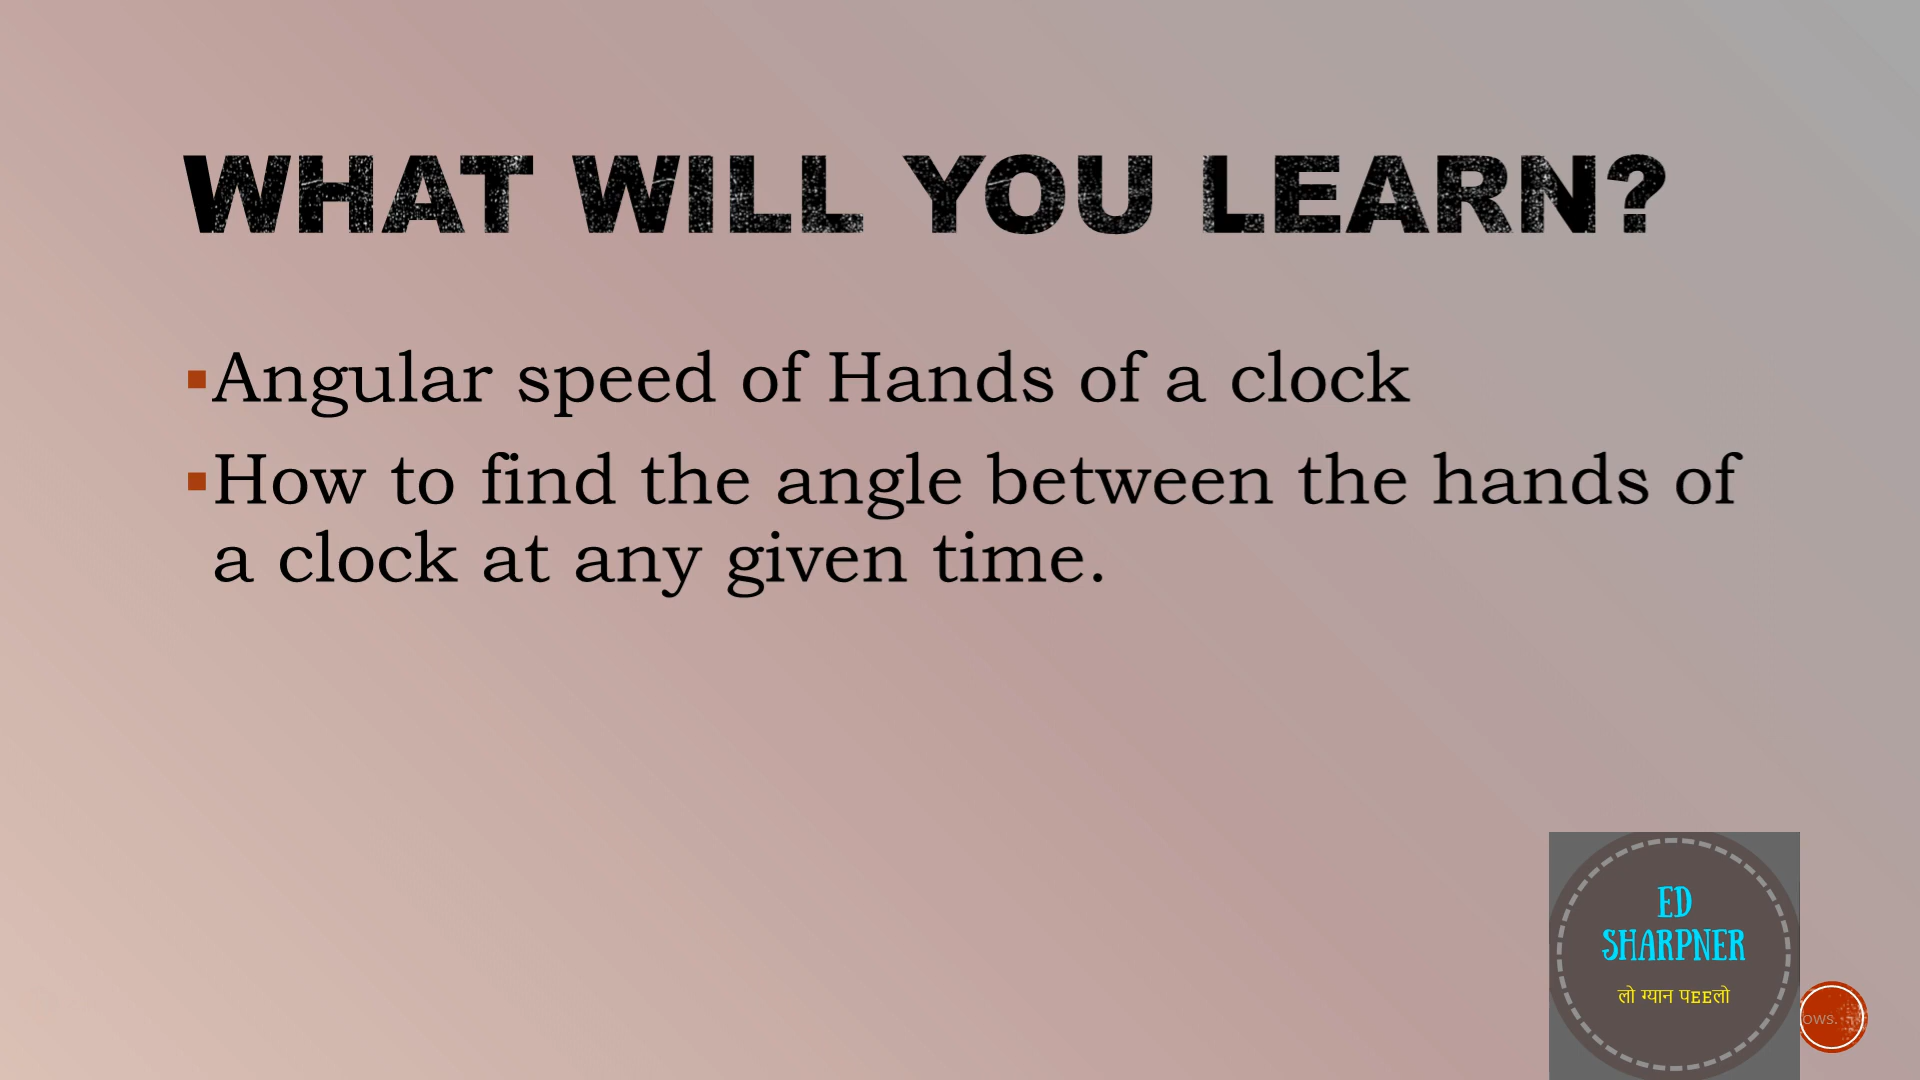 WHAT WILL YOU LEARN?
▪Angular speed of Hands of a clock
▪How to find the angle between the hands of
a clock at any given time.
ED
SHARPNER
लो ग्यान पEEलो
ows.